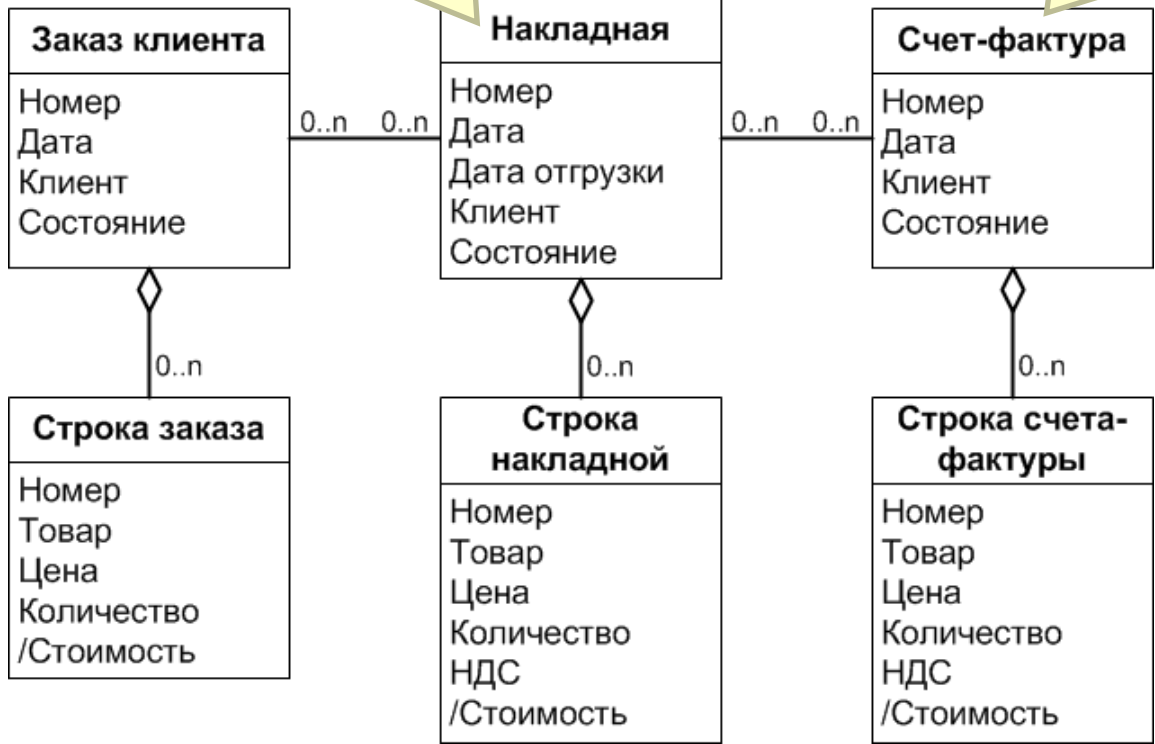 Заказ клиента
Номер
Дата
Клиент
Состояние
0..n 0..n
Накладная
Номер
Дата
Дата отгрузки
Клиент
Состояние
0..n 0..n
Счет-фактура
Номер
Дата
Клиент
Состояние
0..n
0..n
0..n
Строка заказа
Номер
Товар
Цена
Количество
/Стоимость
Строка
накладной
Номер
Товар
Цена
Количество
НДС
/Стоимость
Строка счета-
фактуры
Номер
Товар
Цена
Количество
НДС
/Стоимость